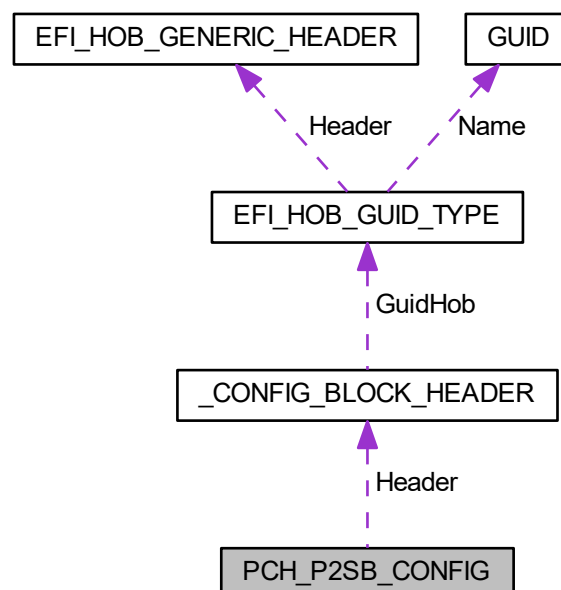 EFI_HOB_GENERIC_HEADER
GUID
Header
Name
EFI_HOB_GUID_TYPE
GuidHob
_CONFIG_BLOCK_HEADER
Header
PCH_P2SB_CONFIG